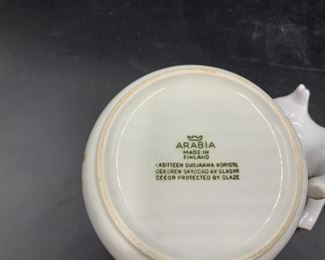 ARABIA
MADE IN
FINLAND
LASITTEEN SUOJAAMA KORISTE
DEKOREN SKYDDAD AV GLASYR
DECOR PROTECTED BY GLAZE